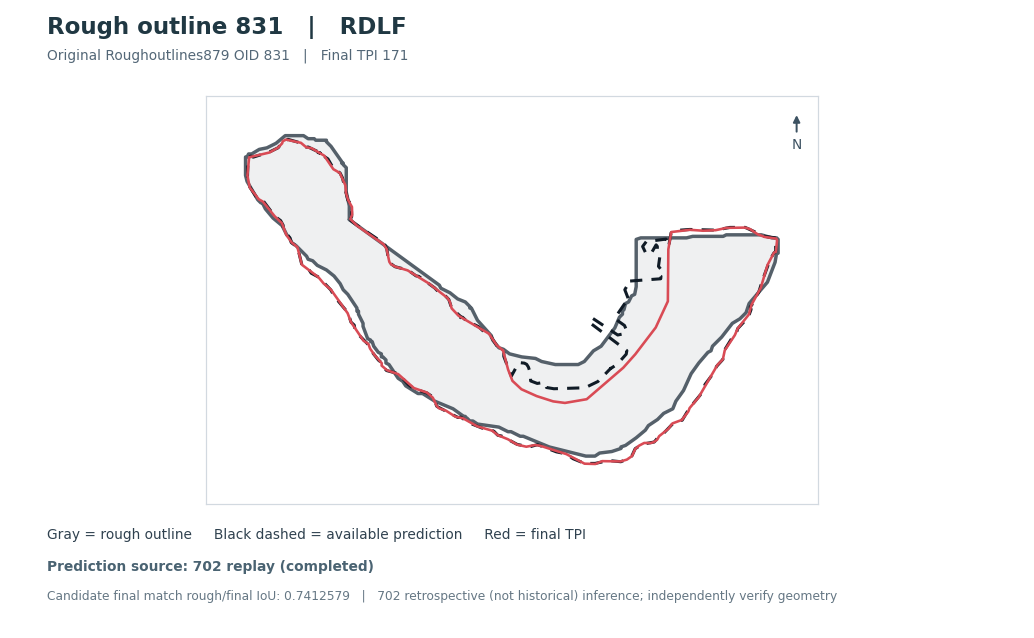 Rough outline 831   |   RDLF
Original Roughoutlines879 OID 831   |   Final TPI 171
N
Gray = rough outline     Black dashed = available prediction     Red = final TPI
Prediction source: 702 replay (completed)
Candidate final match rough/final IoU: 0.7412579   |   702 retrospective (not historical) inference; independently verify geometry